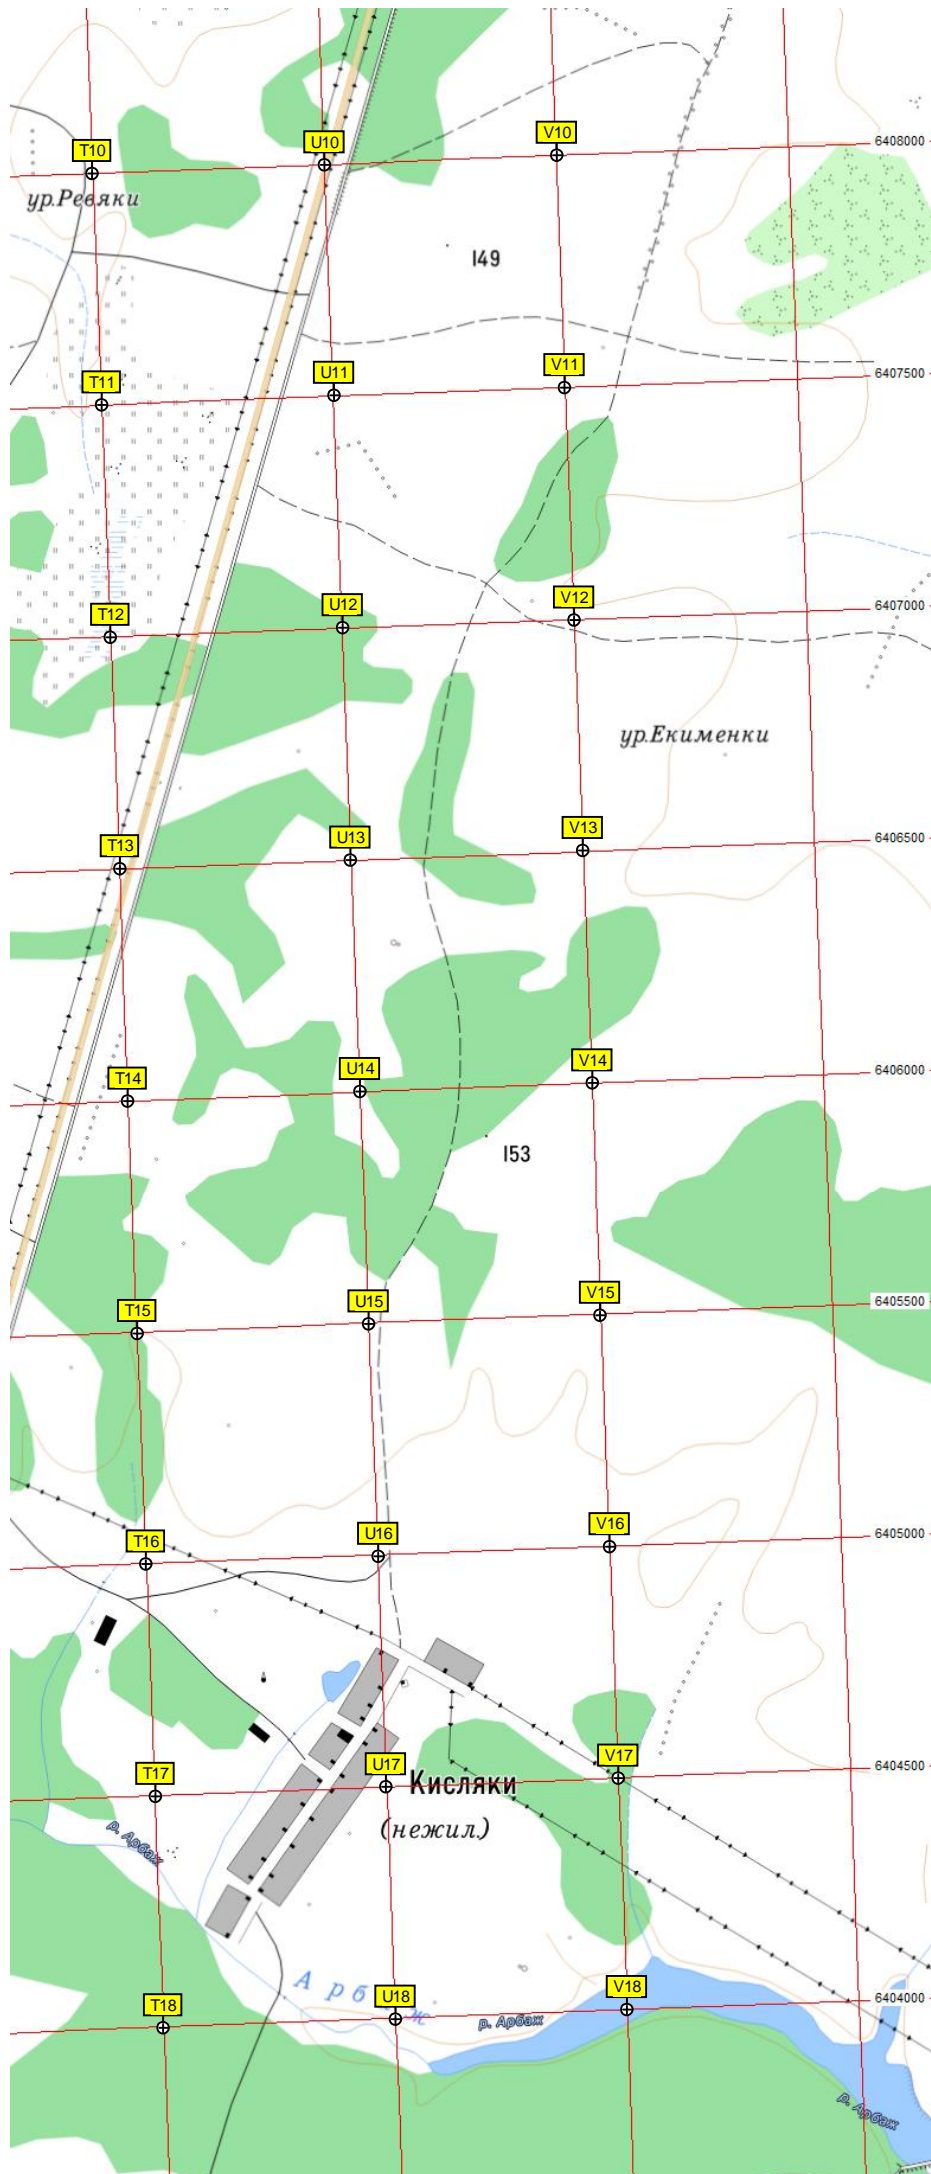 T10
U10
V10
6408000
ур.Ревяки
149
T11
U11
V11
6407500
T12
U12
V12
6407000
ур.Екименки
T13
U13
V13
6406500
T14
U14
V14
6406000
153
T15
U15
V15
6405500
T16
U16
V16
6405000
T17
U17
V17
6404500
Кисляки
(нежил.)
р. Арбаж
Арбаж
T18
U18
V18
6404000
р. Арбаж
р. Арбаж